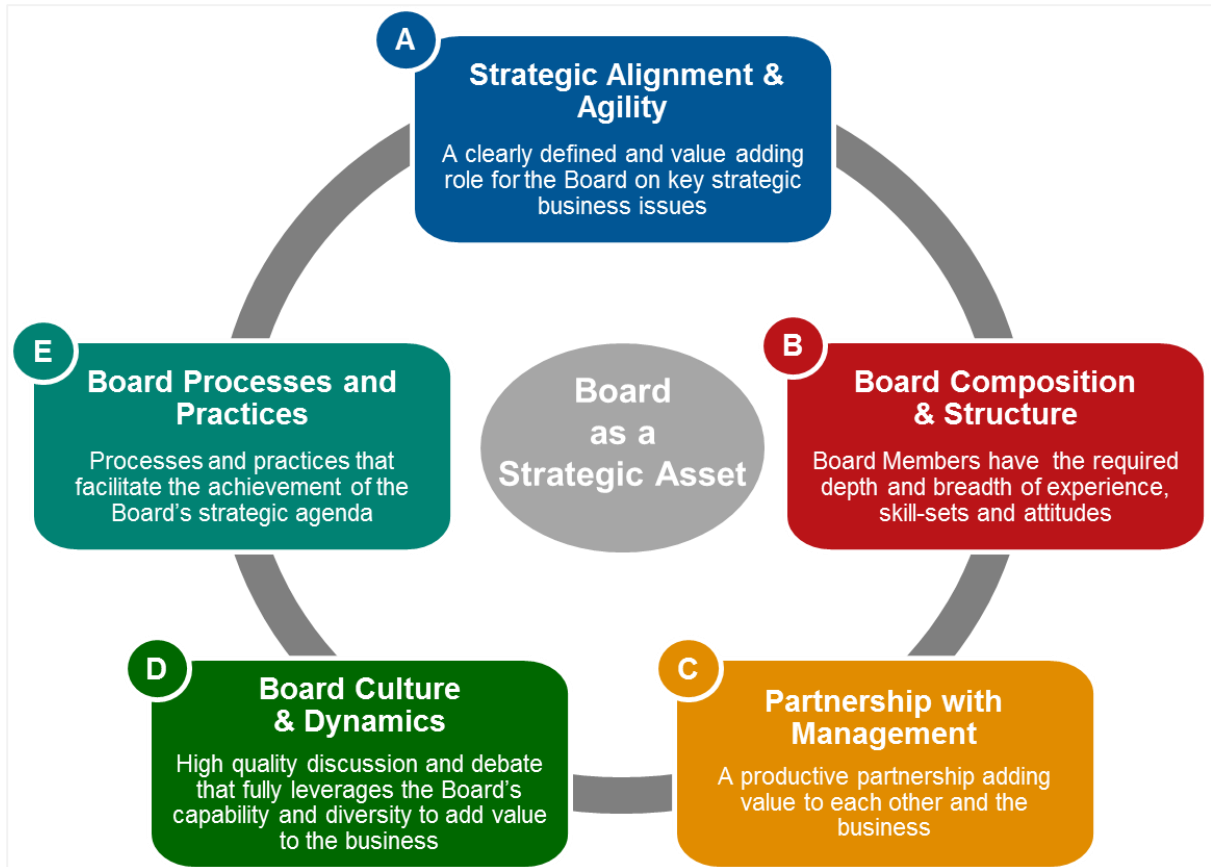 A
Strategic Alignment &
Agility
A clearly defined and value adding
role for the Board on key strategic
business issues
B
Board Composition
& Structure
Board Members have the required
depth and breadth of experience,
skill-sets and attitudes
C
Partnership with
Management
A productive partnership adding
value to each other and the
business
D
Board Culture
& Dynamics
High quality discussion and debate
that fully leverages the Board's
capability and diversity to add value
to the business
E
Board Processes and
Practices
Processes and practices that
facilitate the achievement of the
Board's strategic agenda
Board
as a
Strategic Asset